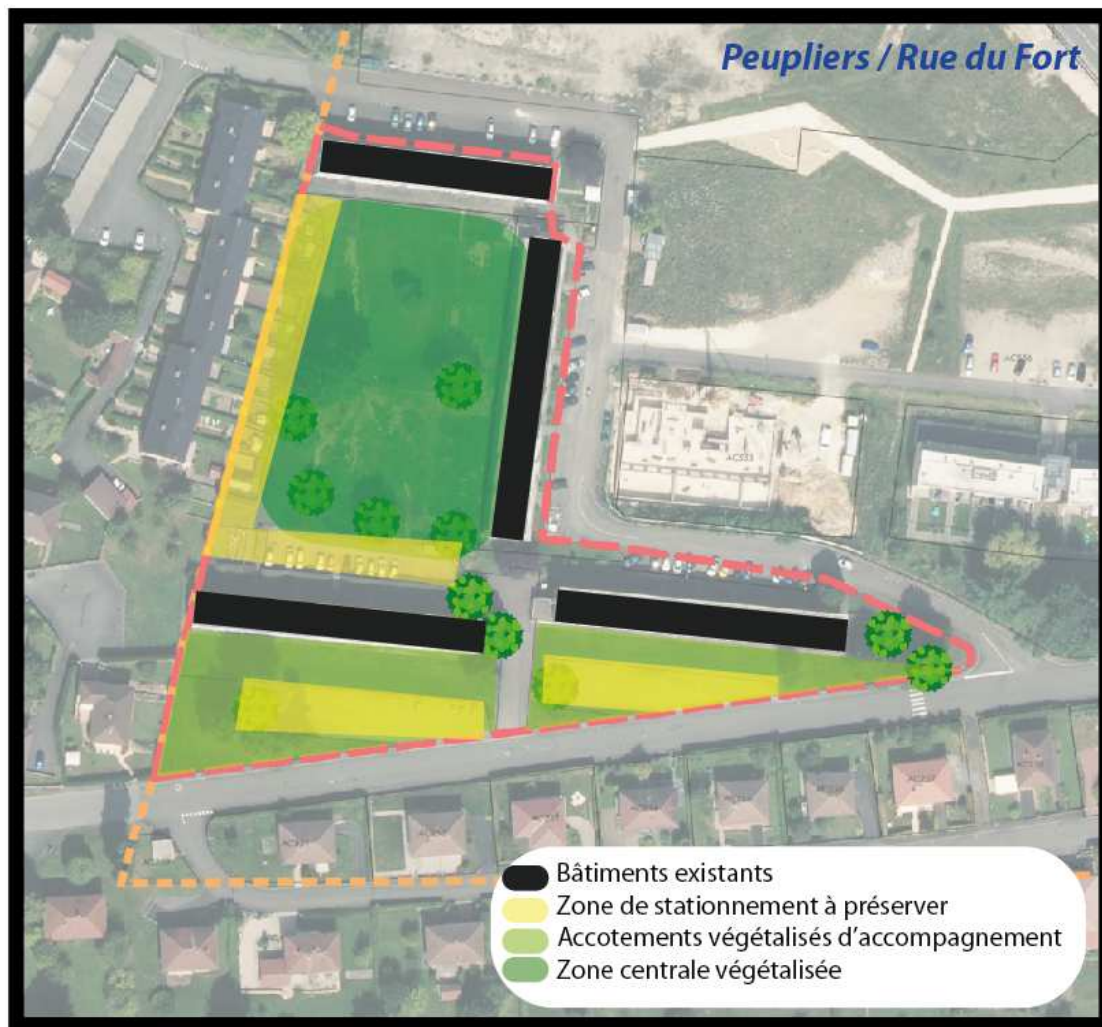 Peupliers / Rue du Fort
Bâtiments existants
Zone de stationnement à préserver
Accotements végétalisés d'accompagnement
Zone centrale végétalisée